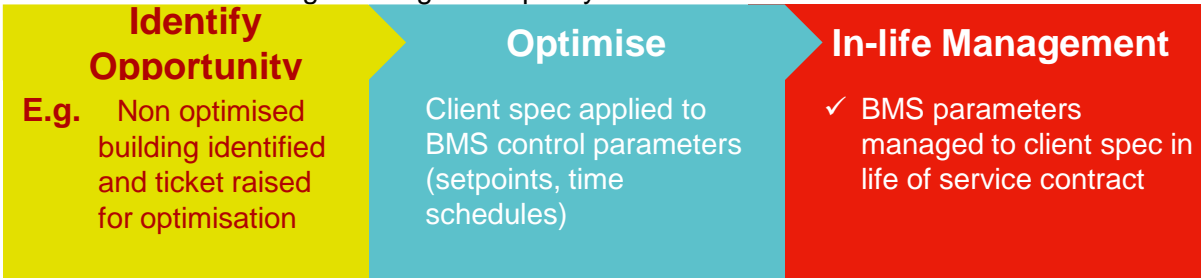 Identify
Opportunity
E.g. Non optimised
building identified
and ticket raised
for optimisation
Optimise
Client spec applied to
BMS control parameters
(setpoints, time
schedules)
In-life Management
✓ BMS parameters
managed to client spec in
life of service contract